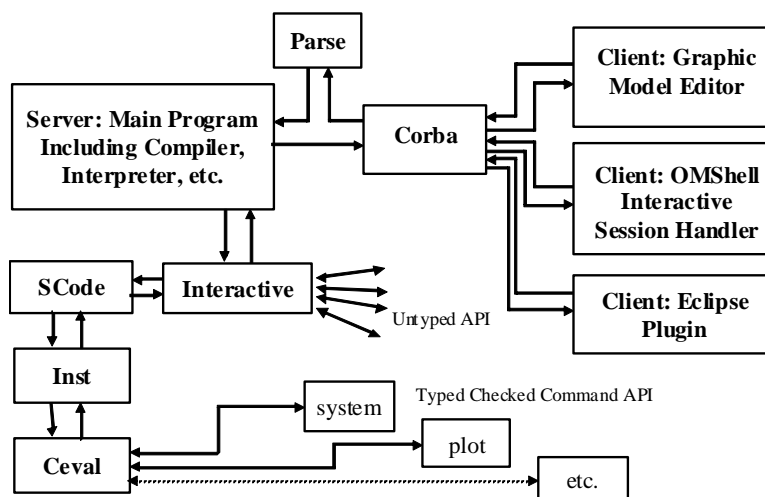 Parse
Client: Graphic
Model Editor
Server: Main Program
Including Compiler,
Interpreter, etc.
Corba
Client: OMShell
Interactive
Session Handler
SCode
Interactive
Untyped API
Client: Eclipse
Plugin
Inst
system
Typed Checked Command API
Ceval
plot
etc.